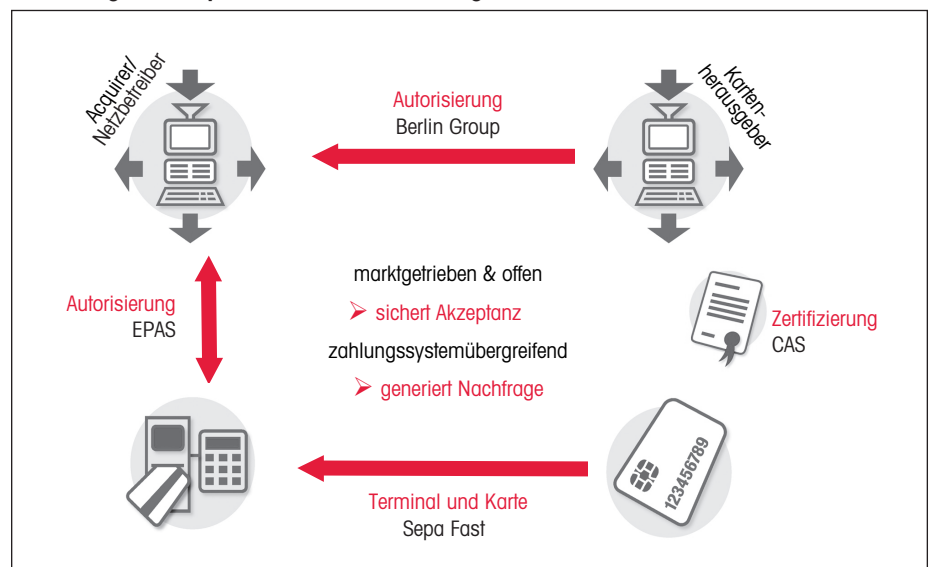 Acquirer/
Netzbetreiber
Autorisierung
Berlin Group
Karten-
herausgeber
marktgetrieben & offen
➢ sichert Akzeptanz
zahlungssystemübergreifend
➢ generiert Nachfrage
Autorisierung
EPAS
Zertifizierung
CAS
123456789
Terminal und Karte
Sepa Fast